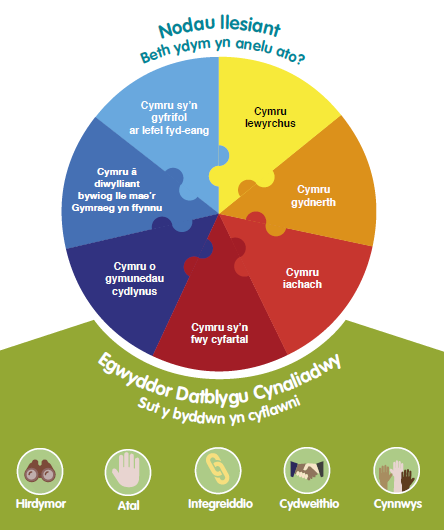 Nodau llesiant
Beth ydym yn anelu ato?
Cymru
lewyrchus
Cymru
gydnerth
Cymru
iachach
Cymru sy'n
fwy cyfartal
Cymru o
gymunedau
cydlynus
Cymru â
diwylliant
bywiog lle mae'r
Gymraeg yn ffynnu
Cymru sy'n
gyfrifol
ar lefel fyd-eang
Egwyddor Datblygu Cynaliadwy
Sut y byddwn yn cyflawni
Hirdymor
Atal
Integreiddio
Cydweithio
Cynnwys